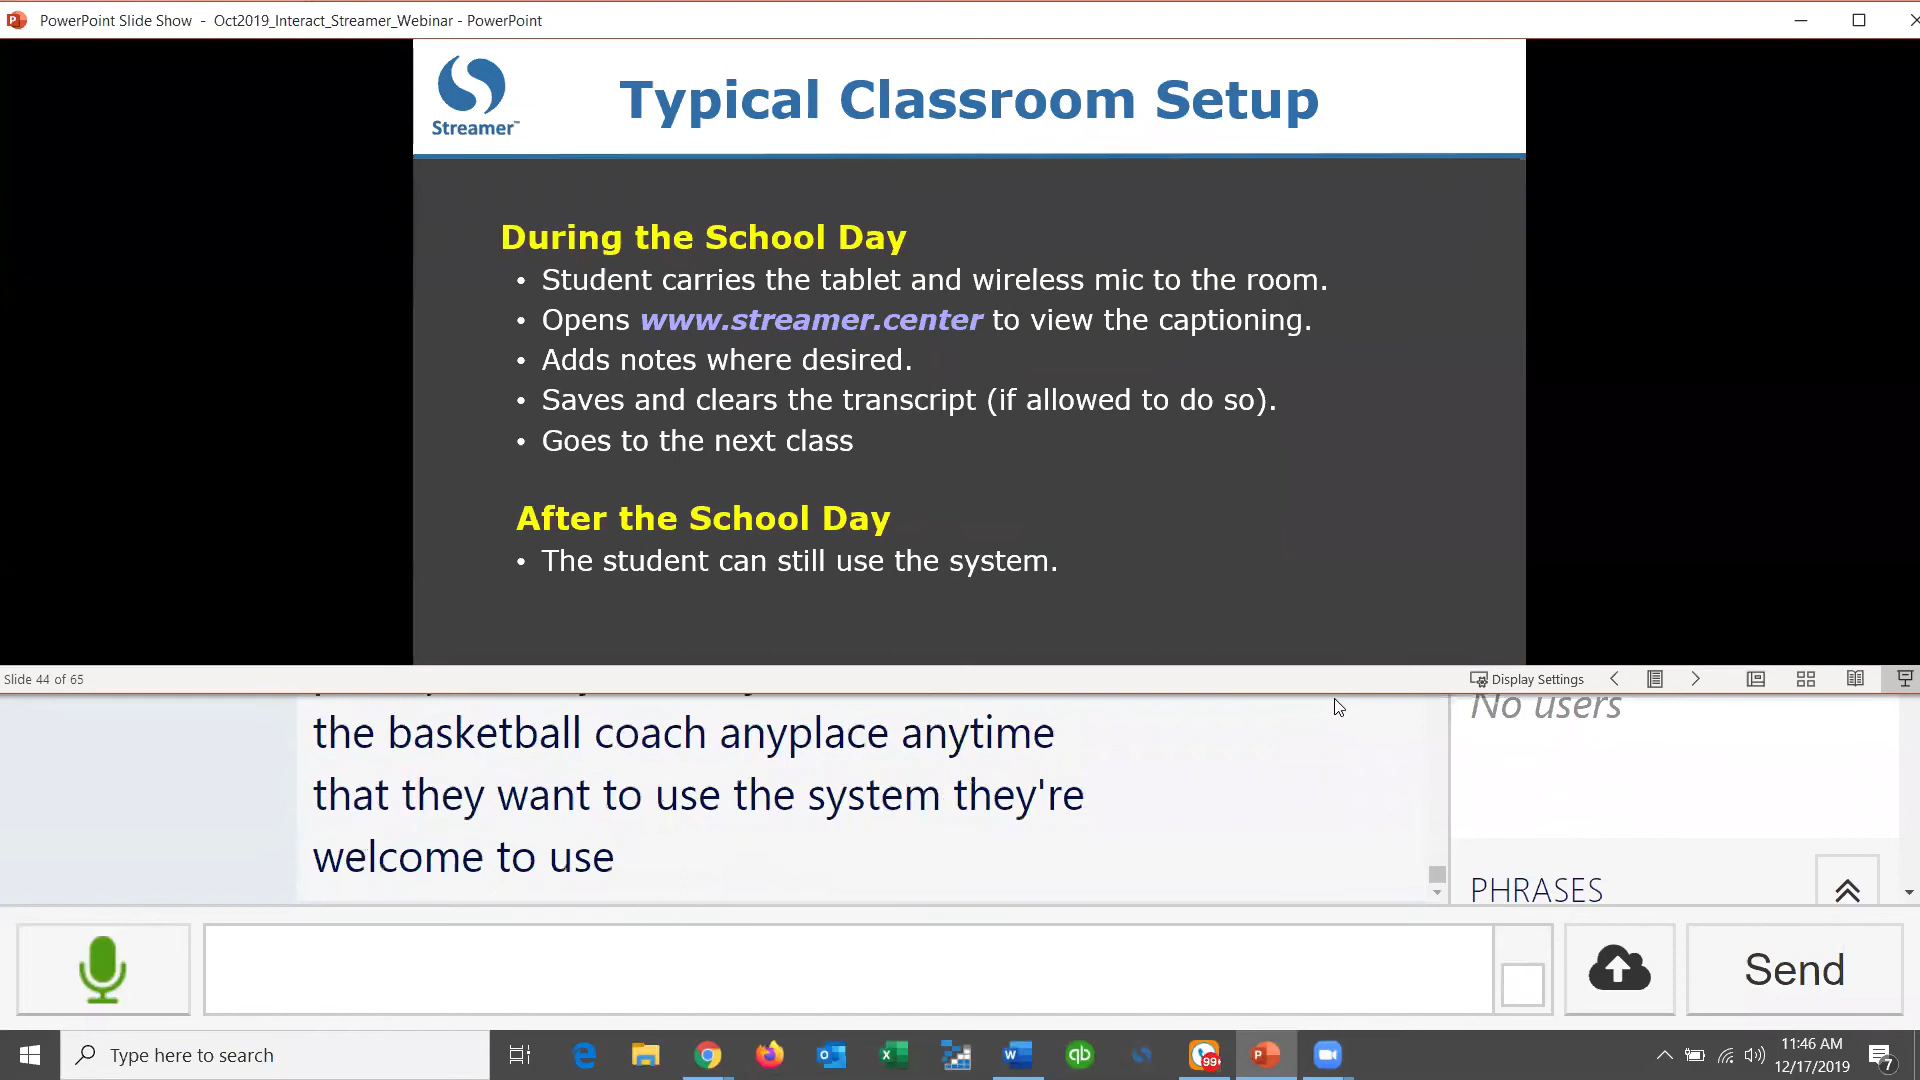 PowerPoint Slide Show - Oct2019_Interact_Streamer_Webinar - PowerPoint
Streamer™
Typical Classroom Setup
During the School Day
• Student carries the tablet and wireless mic to the room.
• Opens www.streamer.center to view the captioning.
• Adds notes where desired.
• Saves and clears the transcript (if allowed to do so).
• Goes to the next class
After the School Day
• The student can still use the system.
Slide 44 of 65
Display Settings
the basketball coach anyplace anytime
that they want to use the system they're
welcome to use
No users
PHRASES
Send
Type here to search
99
11:46 AM
12/17/2019
7